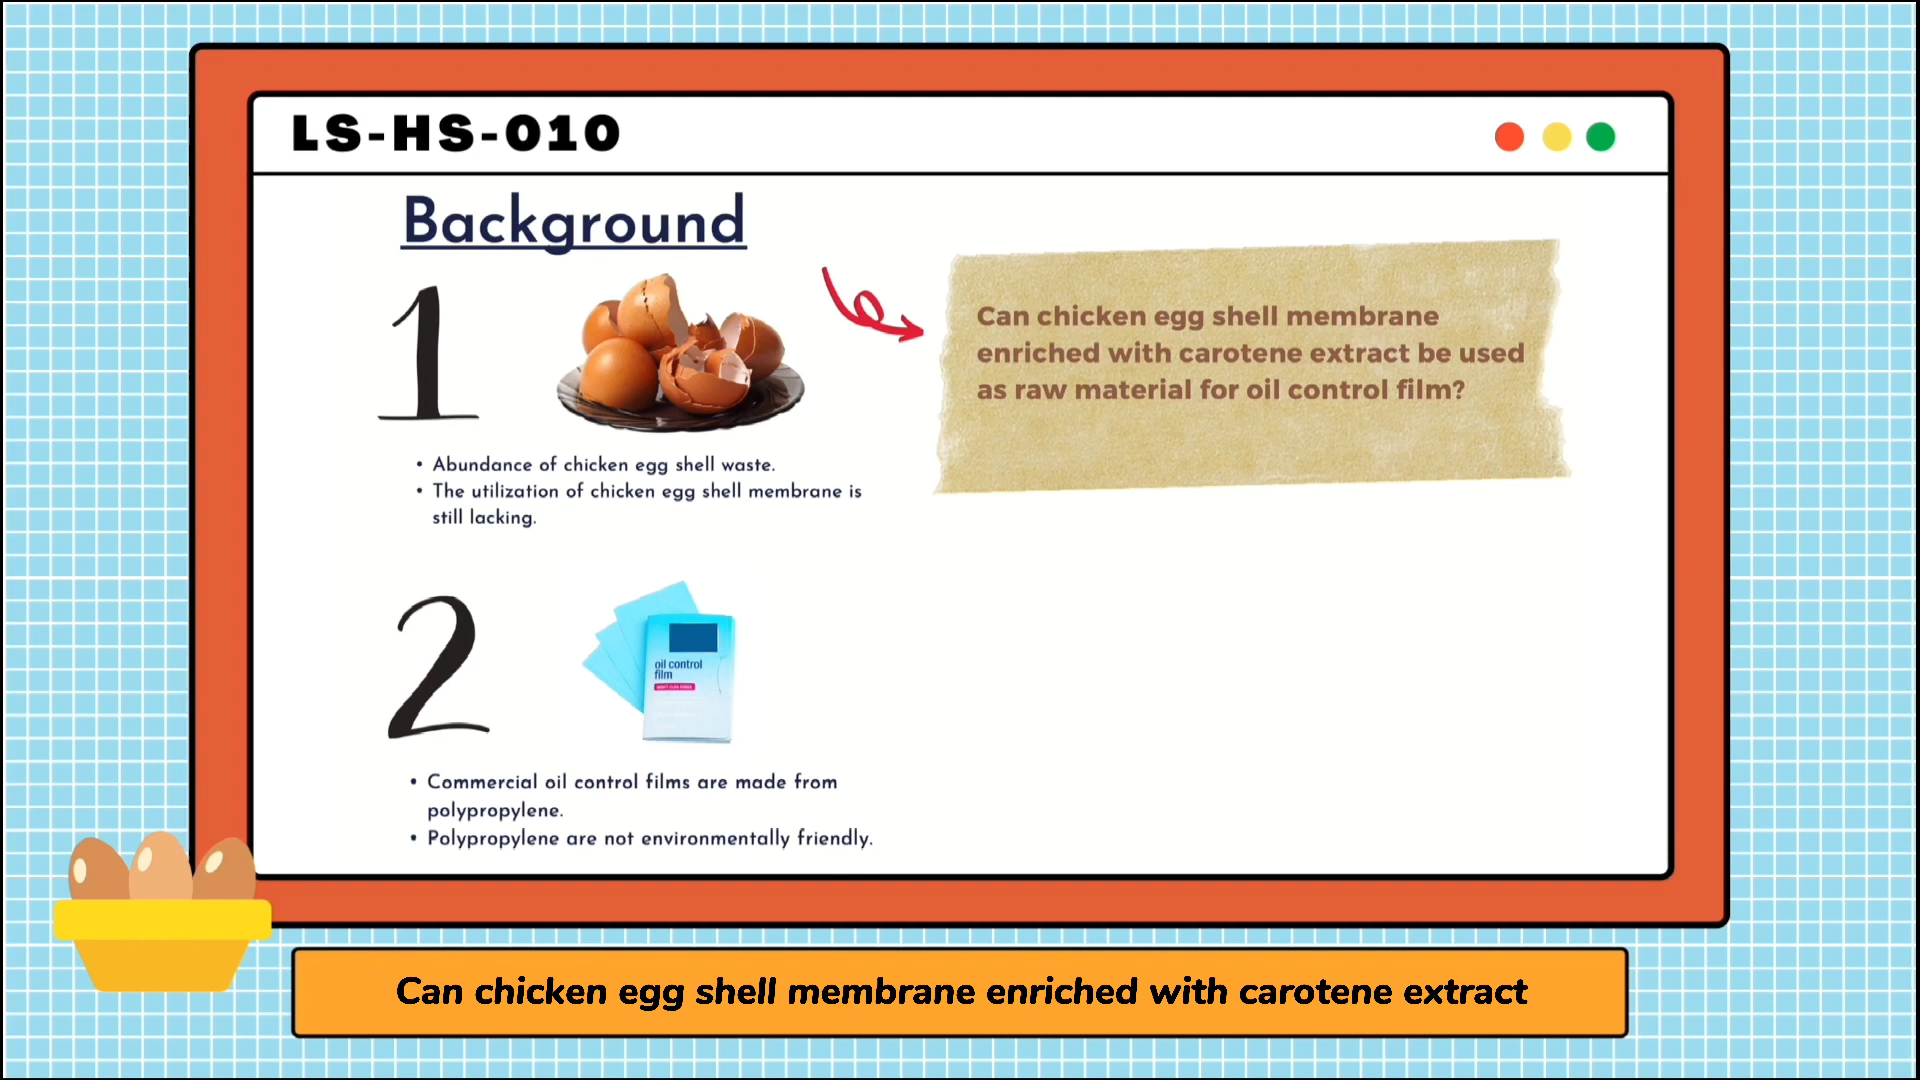 LS-HS-010
Background
1
• Abundance of chicken egg shell waste.
• The utilization of chicken egg shell membrane is
still lacking.
2
oil control
film
• Commercial oil control films are made from
polypropylene.
• Polypropylene are not environmentally friendly.
Can chicken egg shell membrane
enriched with carotene extract be used
as raw material for oil control film?
Can chicken egg shell membrane enriched with carotene extract